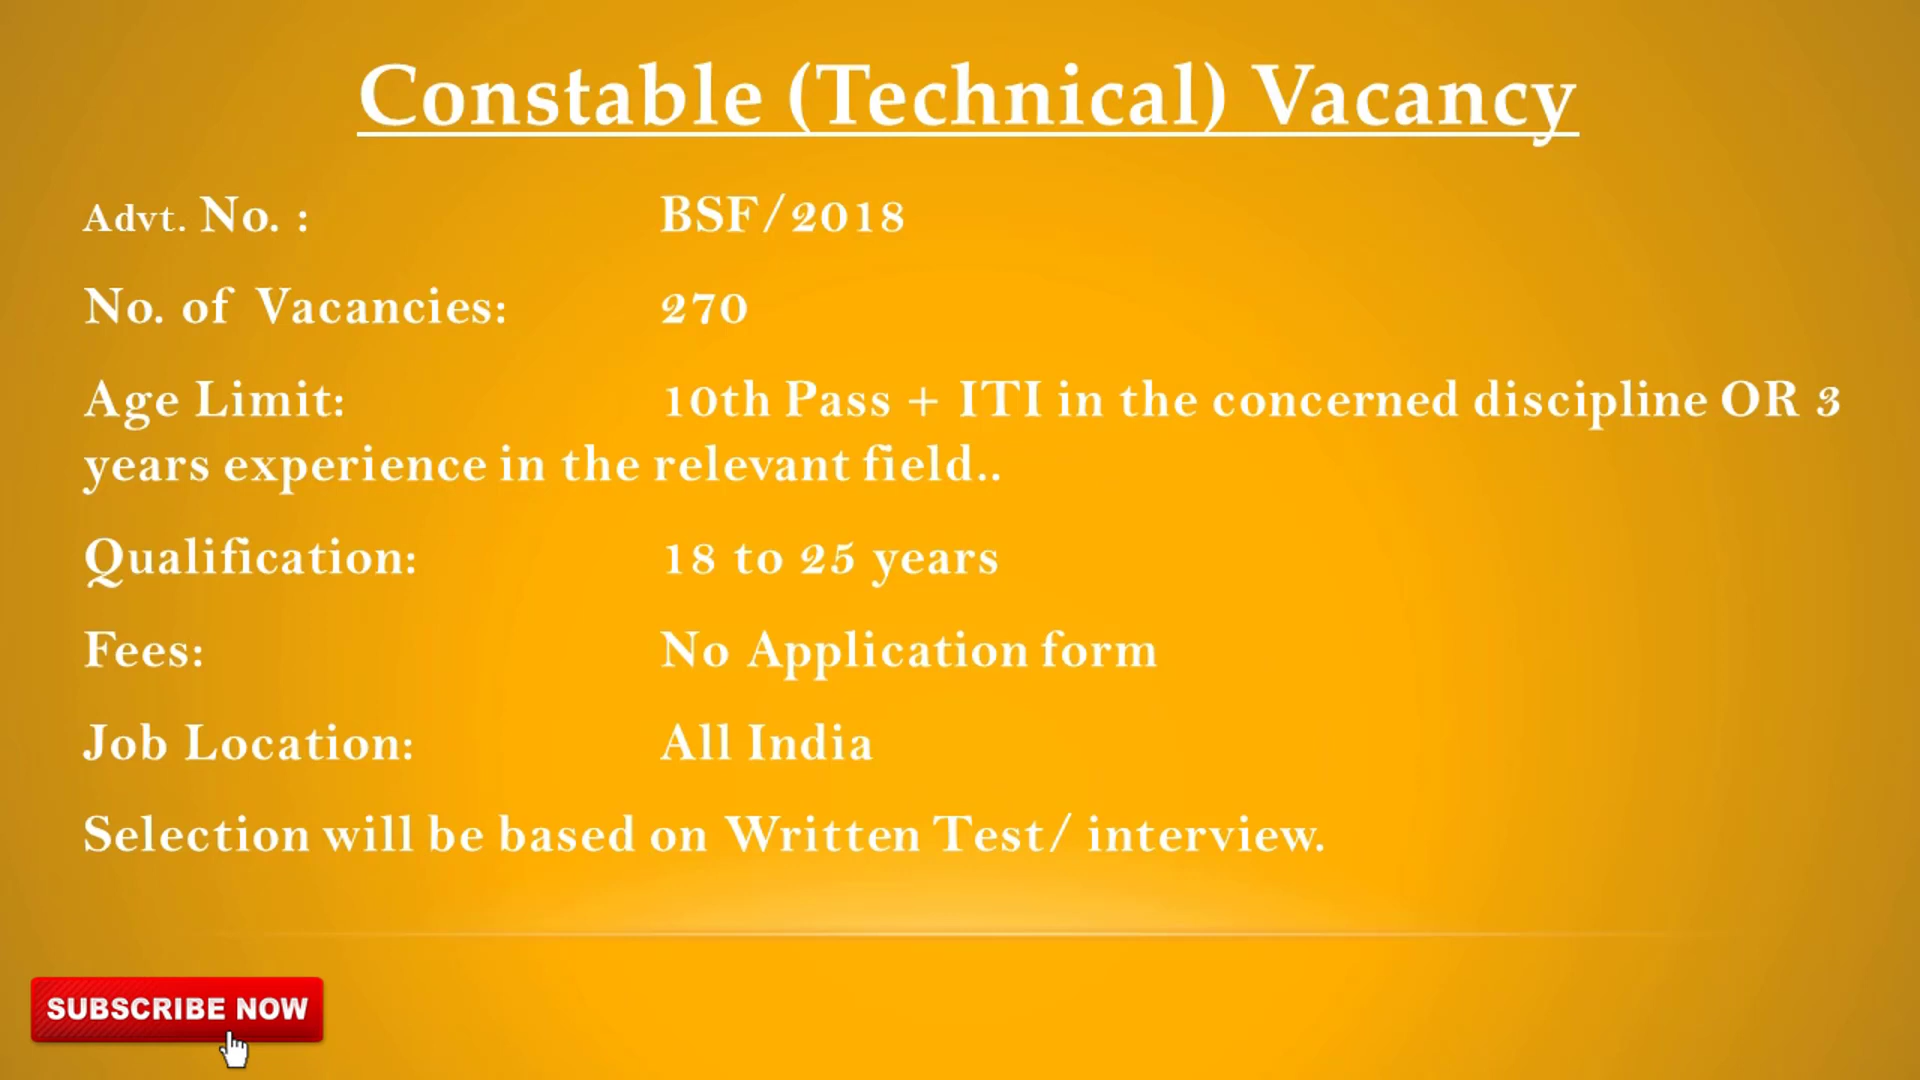 Constable (Technical) Vacancy
Advt. No. : BSF/2018
No. of Vacancies: 270
Age Limit: 10th Pass + ITI in the concerned discipline OR 3
years experience in the relevant field..
Qualification: 18 to 25 years
Fees: No Application form
Job Location: All India
Selection will be based on Written Test/ interview.
SUBSCRIBE NOW